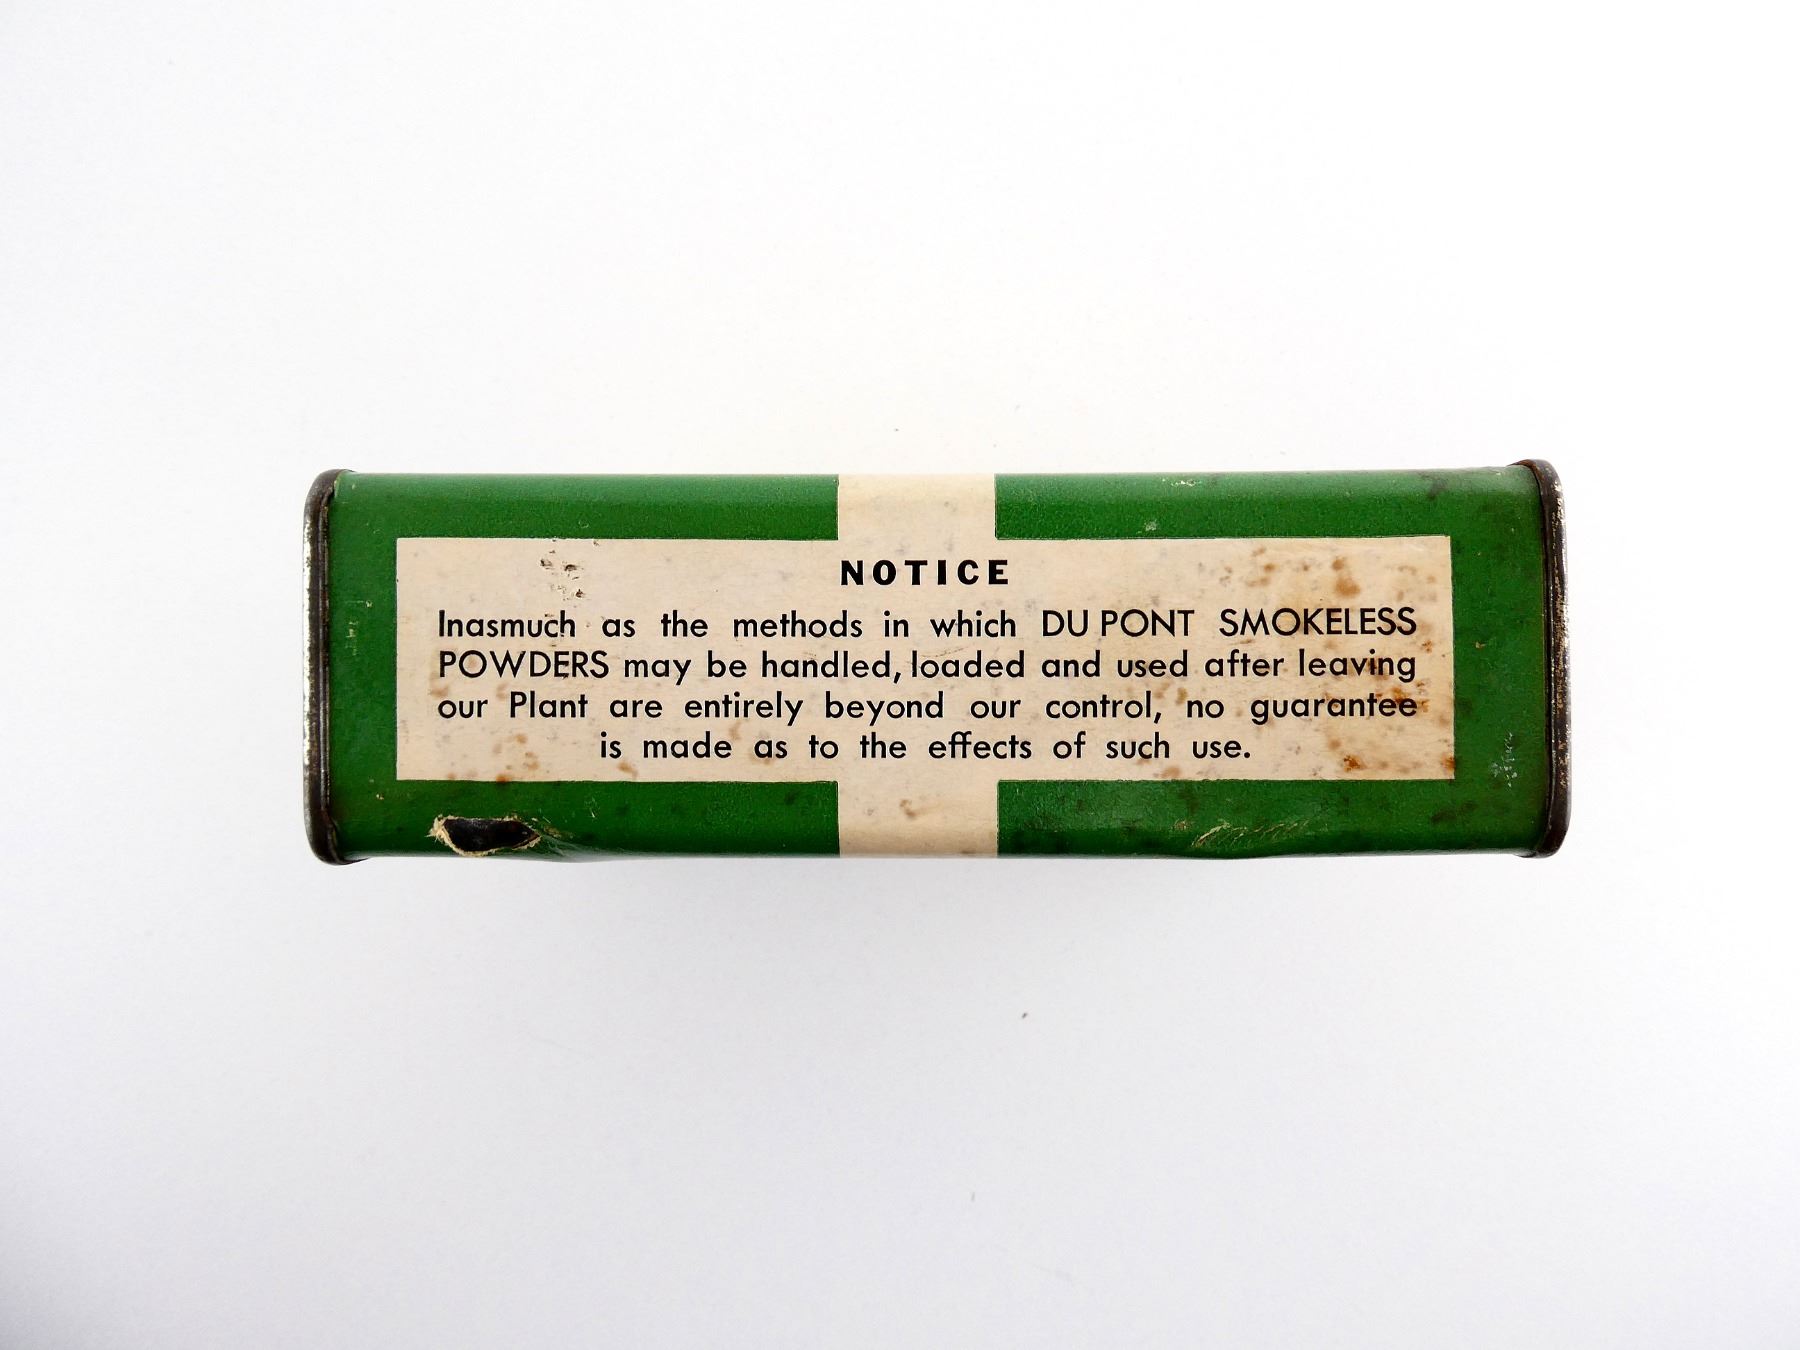 NOTICE
Inasmuch as the methods in which DU PONT SMOKELESS
POWDERS may be handled, loaded and used after leaving
our Plant are entirely beyond our control, no guarantee
is made as to the effects of such use.